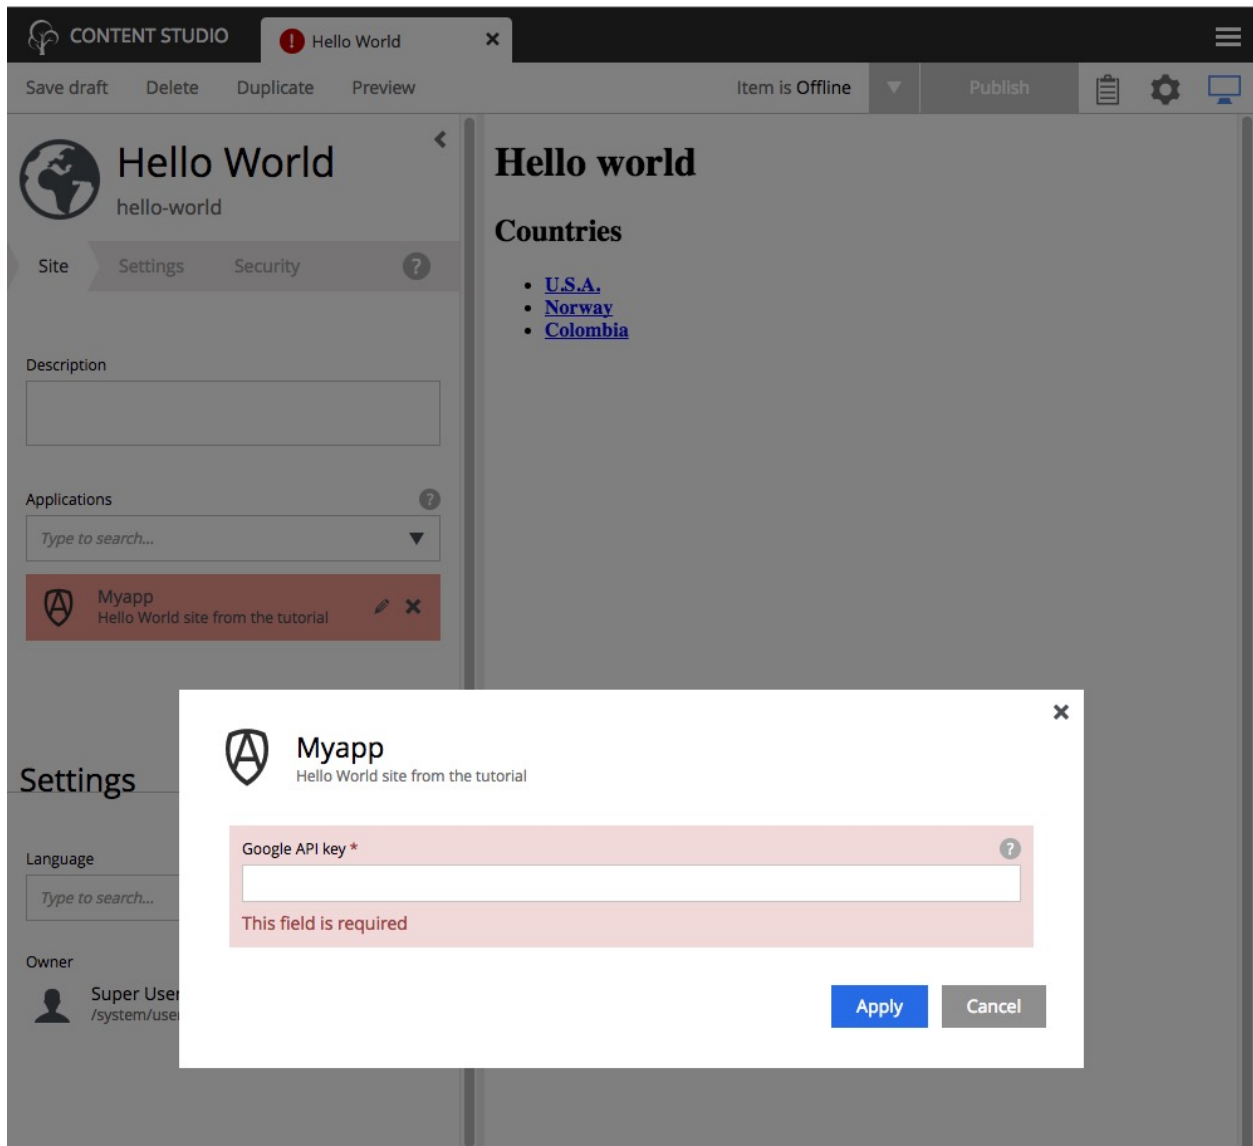 CONTENT STUDIO
Hello World
Save draft Delete Duplicate Preview Item is Offline Publish
Hello World
hello-world
Site Settings Security ?
Description
Applications ?
Type to search...
Myapp
Hello World site from the tutorial
Settings
Language
Type to search...
Owner
Super User
/system/user
Hello world
Countries
• U.S.A.
• Norway
• Colombia
Myapp
Hello World site from the tutorial
Google API key * ?
This field is required
Apply Cancel